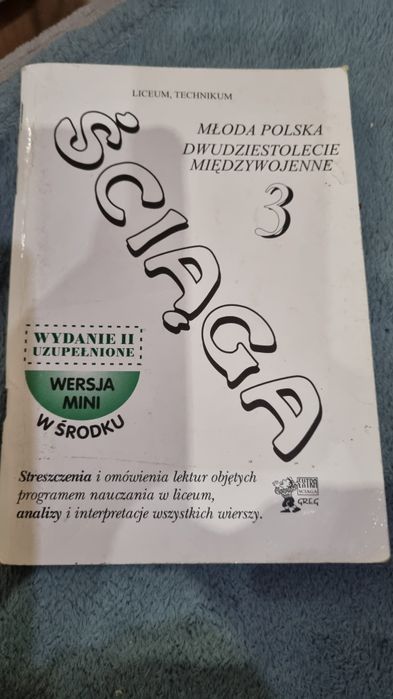 LICEUM, TECHNIKUM
MŁODA POLSKA
DWUDZIESTOLECIE
MIĘDZYWOJENNE
3
ŚCIĄGA
WYDANIE II
UZUPEŁNIONE
WERSJA
MINI
W ŚRODKU
Streszczenia i omówienia lektur objętych
programem nauczania w liceum,
analizy i interpretacje wszystkich wierszy.
ŚCIĄGA
GREG